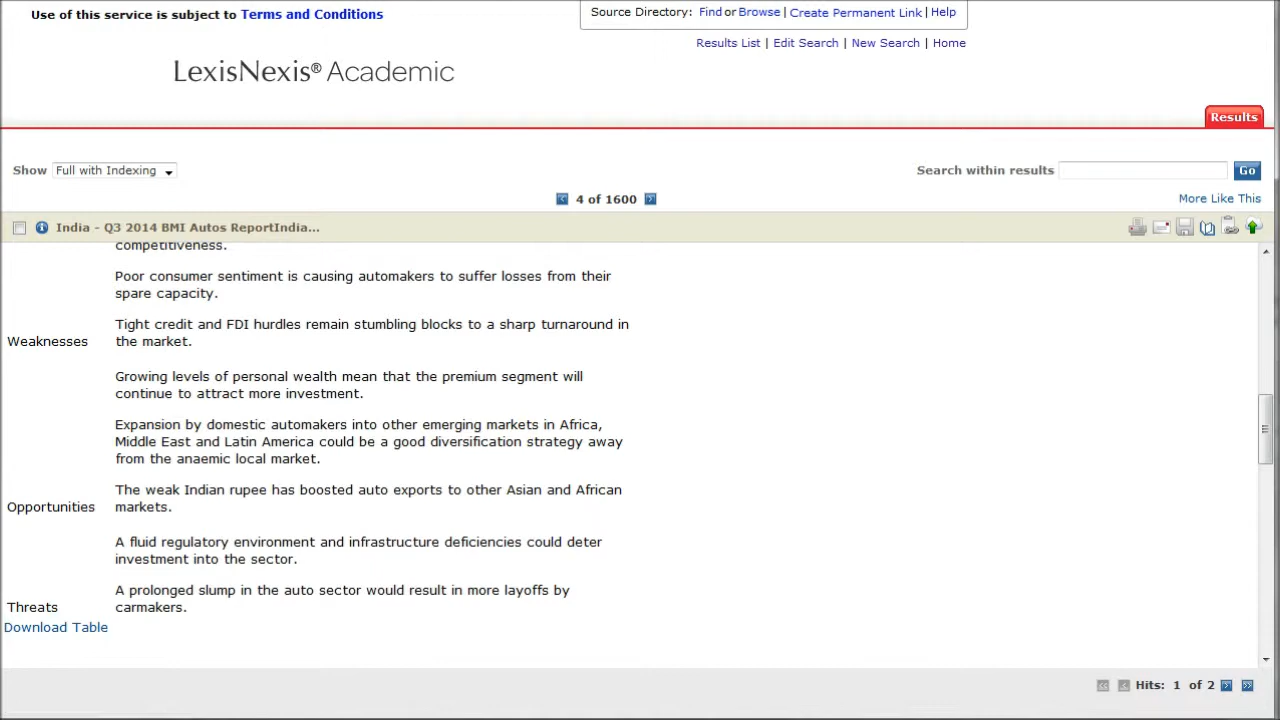 Use of this service is subject to Terms and Conditions
Source Directory: Find or Browse | Create Permanent Link | Help
Results List | Edit Search | New Search | Home
LexisNexis® Academic
Results
Show Full with Indexing
Search within results Go
4 of 1600
More Like This
India - Q3 2014 BMI Autos ReportIndia...
competitiveness.
Poor consumer sentiment is causing automakers to suffer losses from their
spare capacity.
Tight credit and FDI hurdles remain stumbling blocks to a sharp turnaround in
Weaknesses the market.
Growing levels of personal wealth mean that the premium segment will
continue to attract more investment.
Expansion by domestic automakers into other emerging markets in Africa,
Middle East and Latin America could be a good diversification strategy away
from the anaemic local market.
The weak Indian rupee has boosted auto exports to other Asian and African
Opportunities markets.
A fluid regulatory environment and infrastructure deficiencies could deter
investment into the sector.
A prolonged slump in the auto sector would result in more layoffs by
Threats carmakers.
Download Table
Hits: 1 of 2